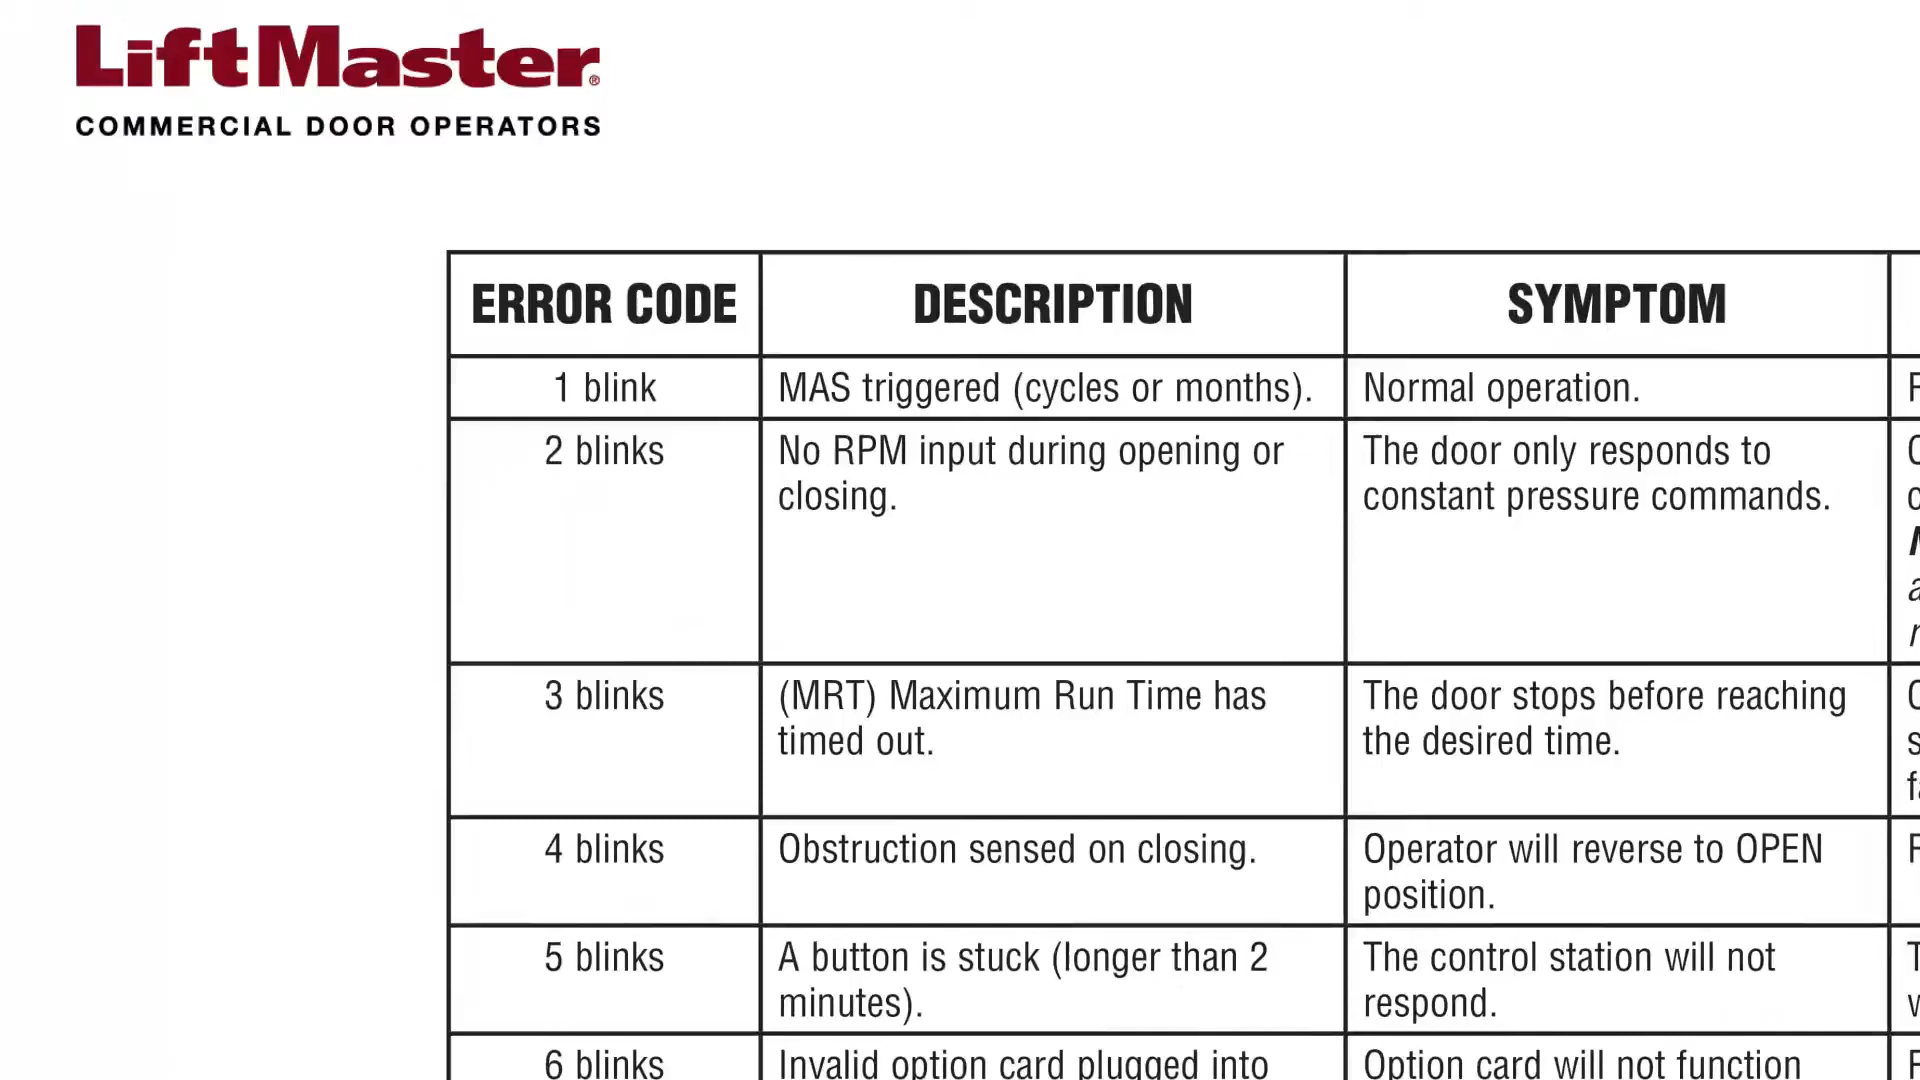 LiftMaster®
COMMERCIAL DOOR OPERATORS
ERROR CODE DESCRIPTION SYMPTOM
1 blink MAS triggered (cycles or months). Normal operation.
2 blinks No RPM input during opening or The door only responds to
closing. constant pressure commands.
3 blinks (MRT) Maximum Run Time has The door stops before reaching
timed out. the desired time.
4 blinks Obstruction sensed on closing. Operator will reverse to OPEN
position.
5 blinks A button is stuck (longer than 2 The control station will not
minutes). respond.
6 blinks Invalid option card plugged into Option card will not function